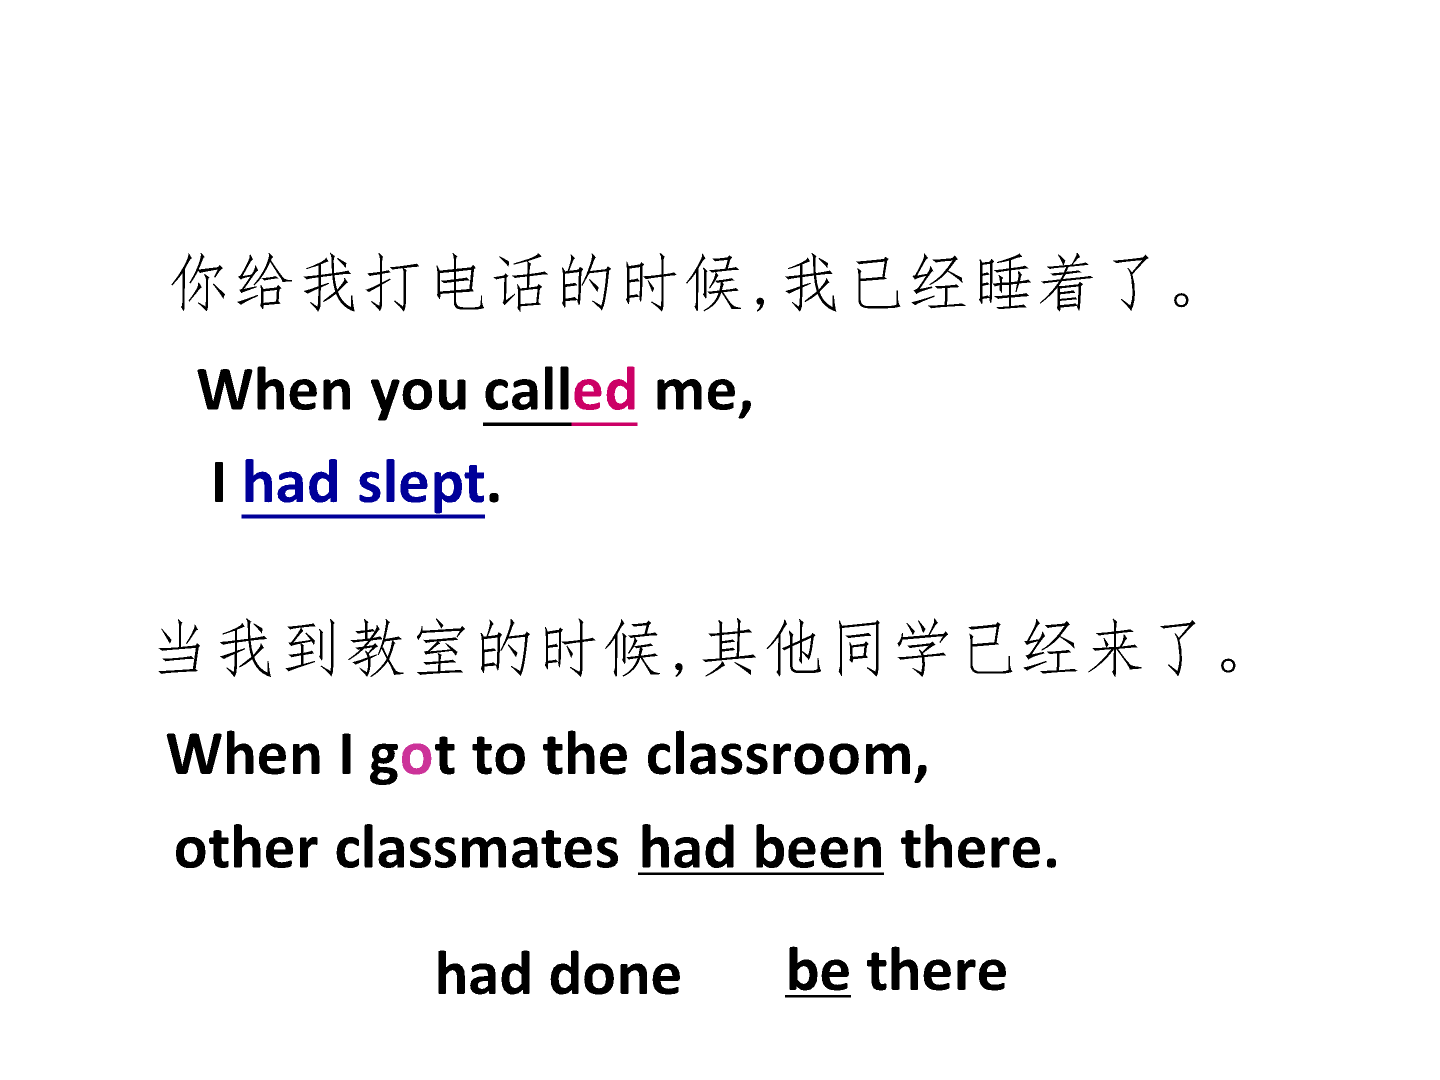 你给我打电话的时候,我已经睡着了。
When you called me,
I had slept.
当我到教室的时候,其他同学已经来了。
When I got to the classroom,
other classmates had been there.
had done be there